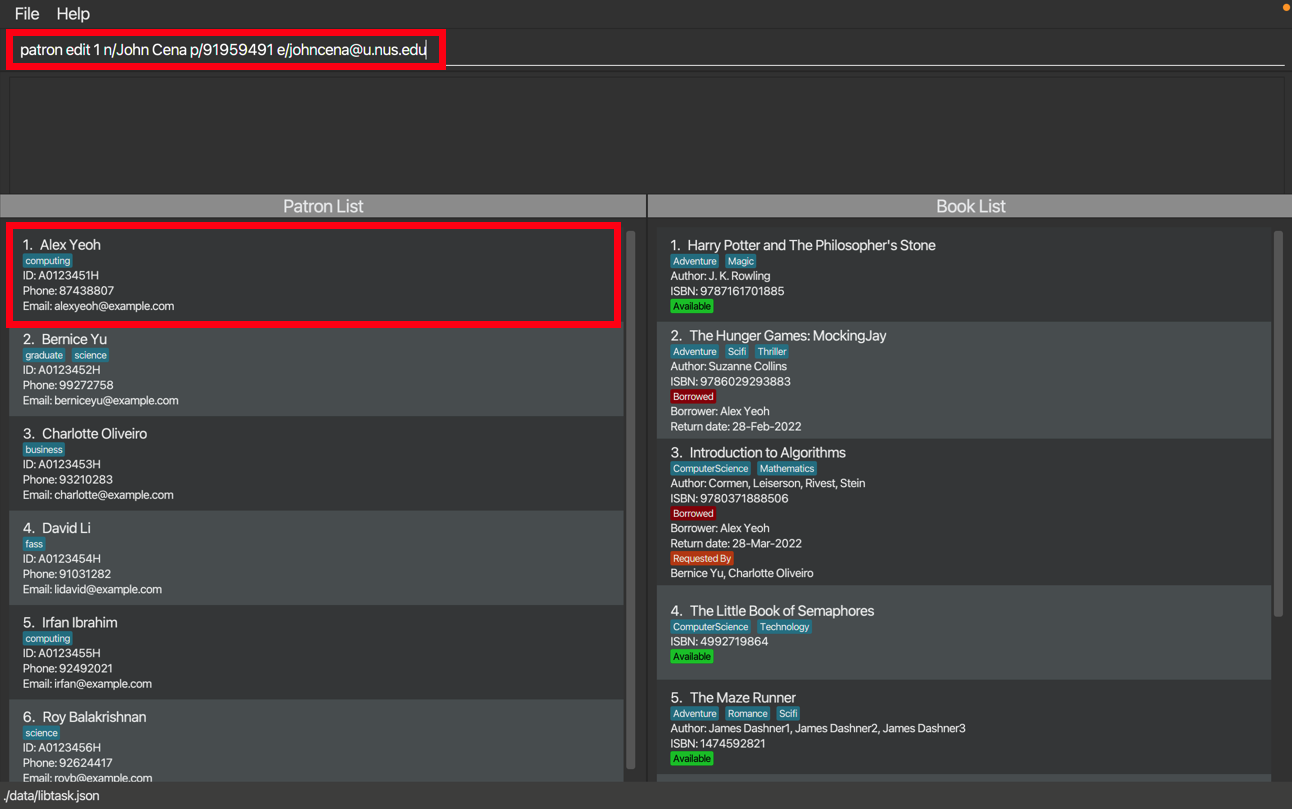 File Help
patron edit 1 n/John Cena p/91959491 e/johncena@u.nus.edu
Patron List
1. Alex Yeoh
computing
ID: A0123451H
Phone: 87438807
Email: alexyeoh@example.com
2. Bernice Yu
graduate science
ID: A0123452H
Phone: 99272758
Email: berniceyu@example.com
3. Charlotte Oliveiro
business
ID: A0123453H
Phone: 93210283
Email: charlotte@example.com
4. David Li
fass
ID: A0123454H
Phone: 91031282
Email: lidavid@example.com
5. Irfan Ibrahim
computing
ID: A0123455H
Phone: 92492021
Email: irfan@example.com
6. Roy Balakrishnan
science
ID: A0123456H
Phone: 92624417
Email: royb@example.com
Book List
1. Harry Potter and The Philosopher's Stone
Adventure Magic
Author: J. K. Rowling
ISBN: 9787161701885
Available
2. The Hunger Games: MockingJay
Adventure Scifi Thriller
Author: Suzanne Collins
ISBN: 9786029293883
Borrowed
Borrower: Alex Yeoh
Return date: 28-Feb-2022
3. Introduction to Algorithms
ComputerScience Mathematics
Author: Cormen, Leiserson, Rivest, Stein
ISBN: 9780371888506
Borrowed
Borrower: Alex Yeoh
Return date: 28-Mar-2022
Requested By
Bernice Yu, Charlotte Oliveiro
4. The Little Book of Semaphores
ComputerScience Technology
ISBN: 4992719864
Available
5. The Maze Runner
Adventure Romance Scifi
Author: James Dashner1, James Dashner2, James Dashner3
ISBN: 1474592821
Available
./data/libtask.json